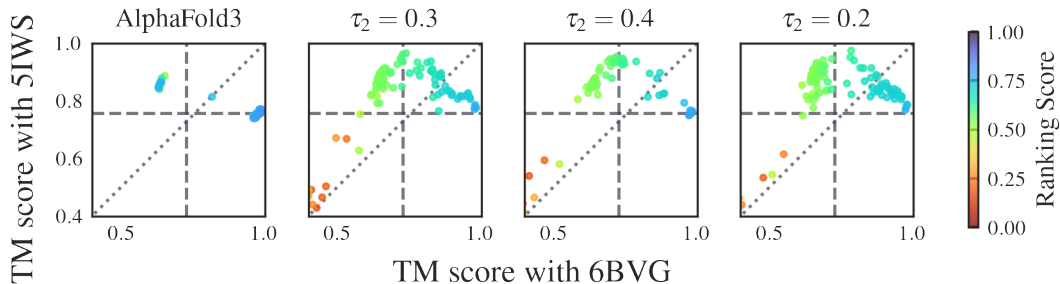 AlphaFold3
τ₂ = 0.3
τ₂ = 0.4
τ₂ = 0.2
TM score with 5IWS
1.0
0.8
0.6
0.4
0.5
1.0
0.5
1.0
0.5
1.0
0.5
1.0
TM score with 6BVG
1.00
0.75
0.50
0.25
0.00
Ranking Score